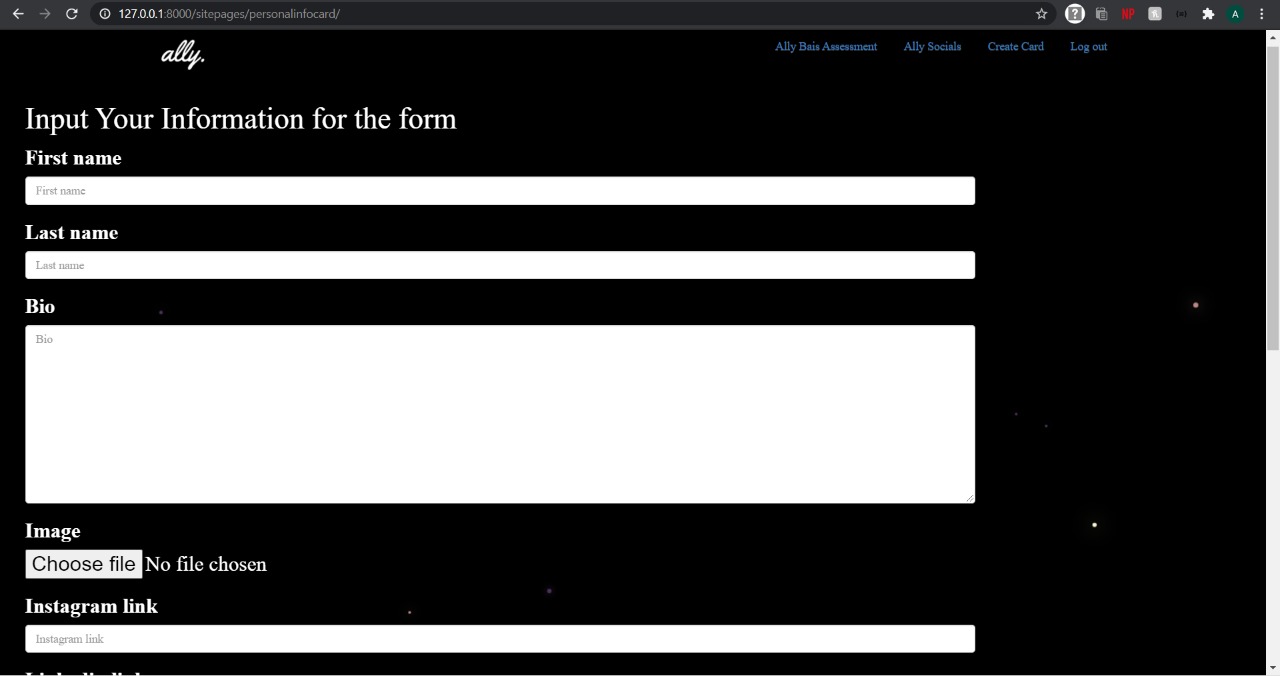 127.0.0.1:8000/sitepages/personalinfocard/
NP
A
ally.
Ally Bais Assessment
Ally Socials
Create Card
Log out
Input Your Information for the form
First name
First name
Last name
Last name
Bio
Bio
Image
Choose file No file chosen
Instagram link
Instagram link